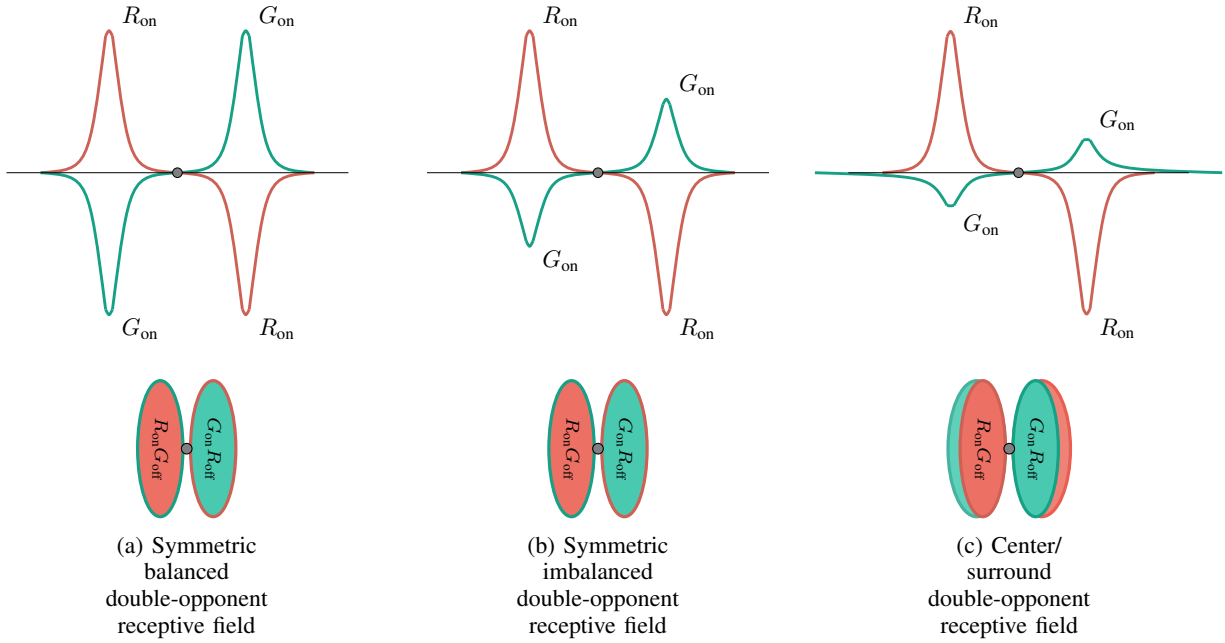 R_on
G_on
G_on
R_on
R_on
G_on
G_on
R_on
R_on
G_on
G_on
R_on
R_onG_off
G_onR_off
R_onG_off
G_onR_off
R_onG_off
G_onR_off
(a) Symmetric
balanced
double-opponent
receptive field
(b) Symmetric
imbalanced
double-opponent
receptive field
(c) Center/
surround
double-opponent
receptive field